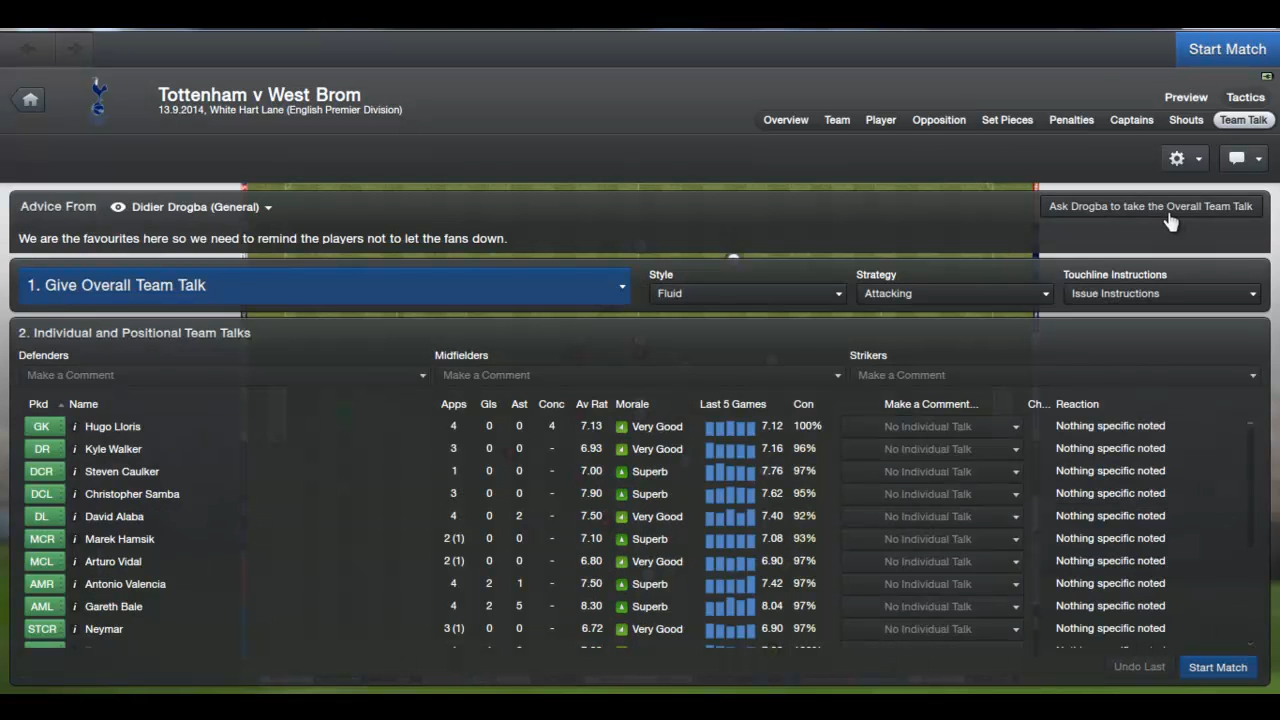 Start Match
Tottenham v West Brom
13.9.2014, White Hart Lane (English Premier Division)
Preview Tactics
Overview Team Player Opposition Set Pieces Penalties Captains Shouts Team Talk
Advice From Didier Drogba (General)
Ask Drogba to take the Overall Team Talk
We are the favourites here so we need to remind the players not to let the fans down.
1. Give Overall Team Talk
Style Strategy Touchline Instructions
Fluid Attacking Issue Instructions
2. Individual and Positional Team Talks
Defenders Midfielders Strikers
Make a Comment Make a Comment Make a Comment
Pkd Name Apps Gls Ast Conc Av Rat Morale Last 5 Games Con Make a Comment... Ch... Reaction
GK i Hugo Lloris 4 0 0 4 7.13 Very Good 7.12 100% No Individual Talk Nothing specific noted
DR i Kyle Walker 3 0 0 - 6.93 Very Good 7.16 96% No Individual Talk Nothing specific noted
DCR i Steven Caulker 1 0 0 - 7.00 Superb 7.76 97% No Individual Talk Nothing specific noted
DCL i Christopher Samba 3 0 0 - 7.90 Superb 7.62 95% No Individual Talk Nothing specific noted
DL i David Alaba 4 0 2 - 7.50 Very Good 7.40 92% No Individual Talk Nothing specific noted
MCR i Marek Hamsik 2 (1) 0 0 - 7.10 Superb 7.08 93% No Individual Talk Nothing specific noted
MCL i Arturo Vidal 2 (1) 0 0 - 6.80 Very Good 6.90 97% No Individual Talk Nothing specific noted
AMR i Antonio Valencia 4 2 1 - 7.50 Superb 7.42 97% No Individual Talk Nothing specific noted
AML i Gareth Bale 4 2 5 - 8.30 Superb 8.04 97% No Individual Talk Nothing specific noted
STCR i Neymar 3 (1) 0 0 - 6.72 Very Good 6.90 97% No Individual Talk Nothing specific noted
Undo Last Start Match